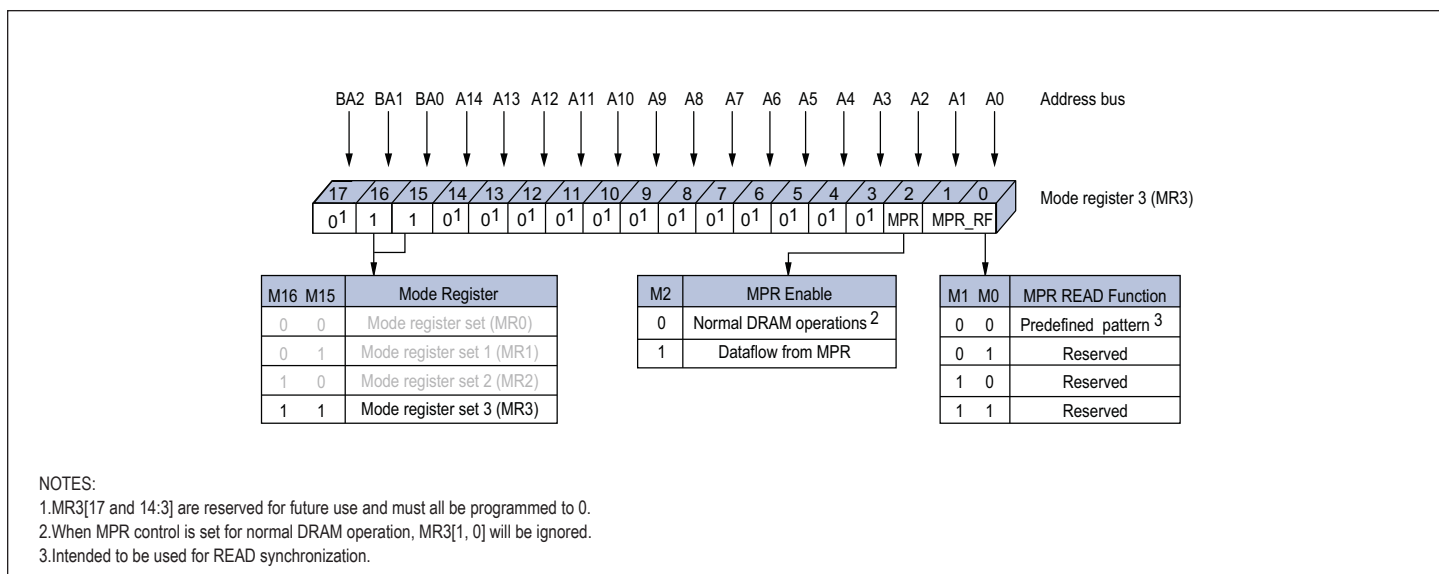 BA2 BA1 BA0 A14 A13 A12 A11 A10 A9 A8 A7 A6 A5 A4 A3 A2 A1 A0 Address bus
17 16 15 14 13 12 11 10 9 8 7 6 5 4 3 2 1 0
Mode register 3 (MR3)
0¹ 1 1 0¹ 0¹ 0¹ 0¹ 0¹ 0¹ 0¹ 0¹ 0¹ 0¹ 0¹ 0¹ MPR MPR_RF
M16 M15 Mode Register
0 0 Mode register set (MR0)
0 1 Mode register set 1 (MR1)
1 0 Mode register set 2 (MR2)
1 1 Mode register set 3 (MR3)
M2 MPR Enable
0 Normal DRAM operations 2
1 Dataflow from MPR
M1 M0 MPR READ Function
0 0 Predefined pattern 3
0 1 Reserved
1 0 Reserved
1 1 Reserved
NOTES:
1.MR3[17 and 14:3] are reserved for future use and must all be programmed to 0.
2.When MPR control is set for normal DRAM operation, MR3[1, 0] will be ignored.
3.Intended to be used for READ synchronization.